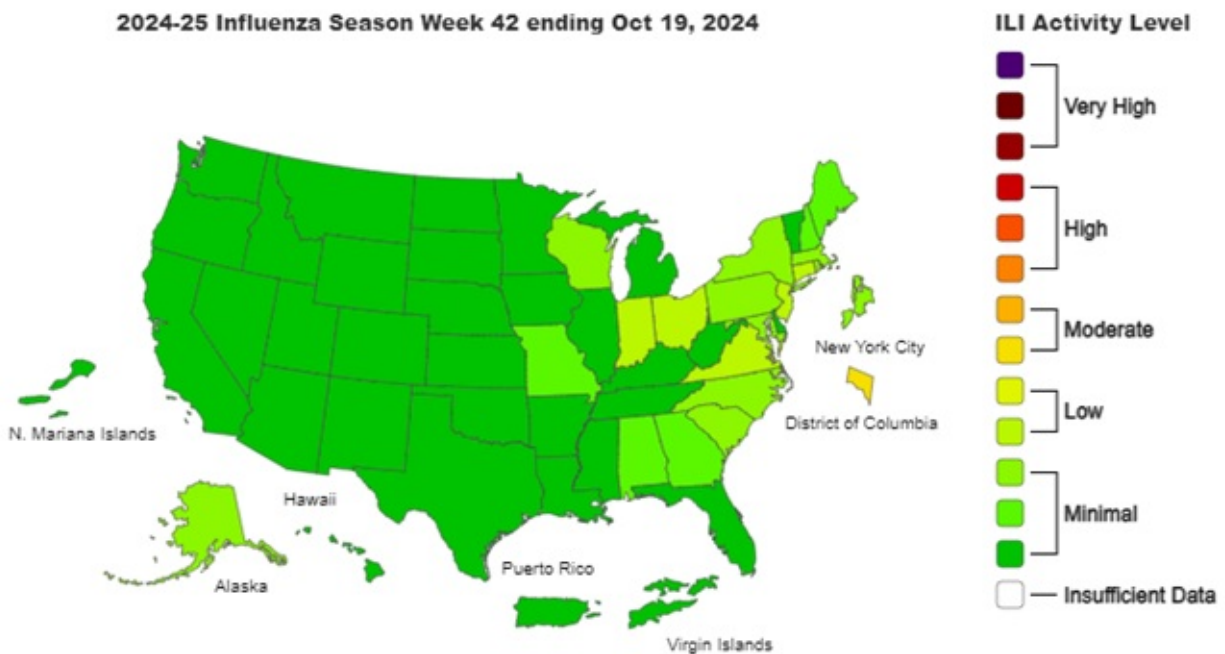 2024-25 Influenza Season Week 42 ending Oct 19, 2024
ILI Activity Level
Very High
High
Moderate
Low
Minimal
Insufficient Data
New York City
District of Columbia
N. Mariana Islands
Hawaii
Alaska
Puerto Rico
Virgin Islands